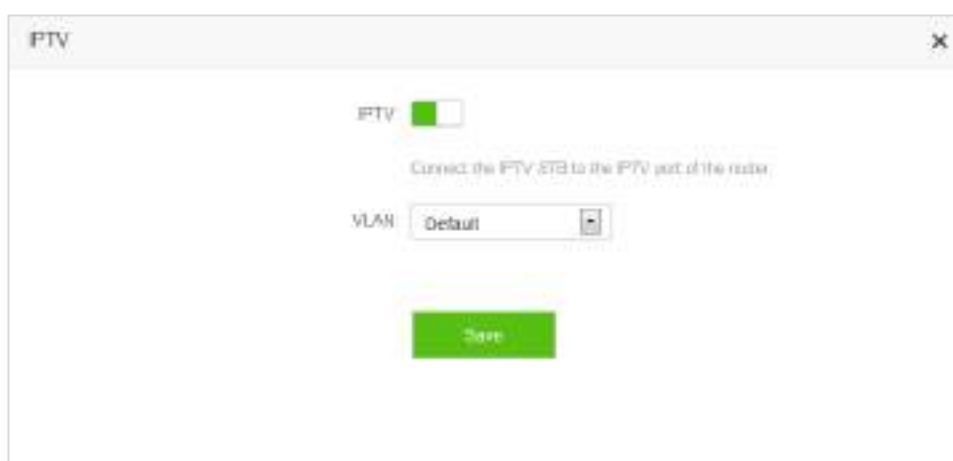 IPTV
IPTV
Connect the IPTV STB to the IPTV port of the router
VLAN Default
Save